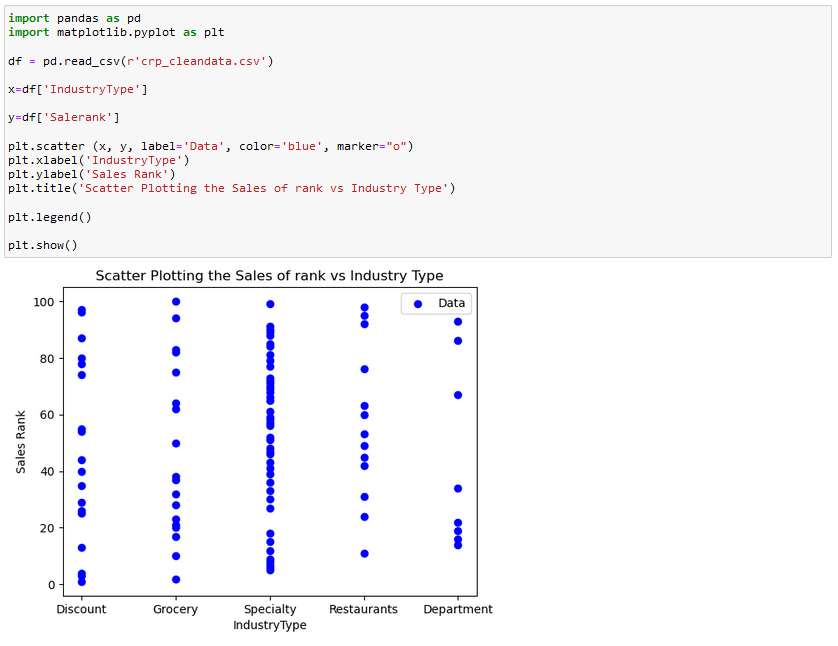 import pandas as pd
import matplotlib.pyplot as plt
df = pd.read_csv(r'crp_cleandata.csv')
x=df['IndustryType']
y=df['Salerank']
plt.scatter (x, y, label='Data', color='blue', marker="o")
plt.xlabel('IndustryType')
plt.ylabel('Sales Rank')
plt.title('Scatter Plotting the Sales of rank vs Industry Type')
plt.legend()
plt.show()
Scatter Plotting the Sales of rank vs Industry Type
Data
100
80
60
40
20
0
Sales Rank
Discount Grocery Specialty Restaurants Department
IndustryType